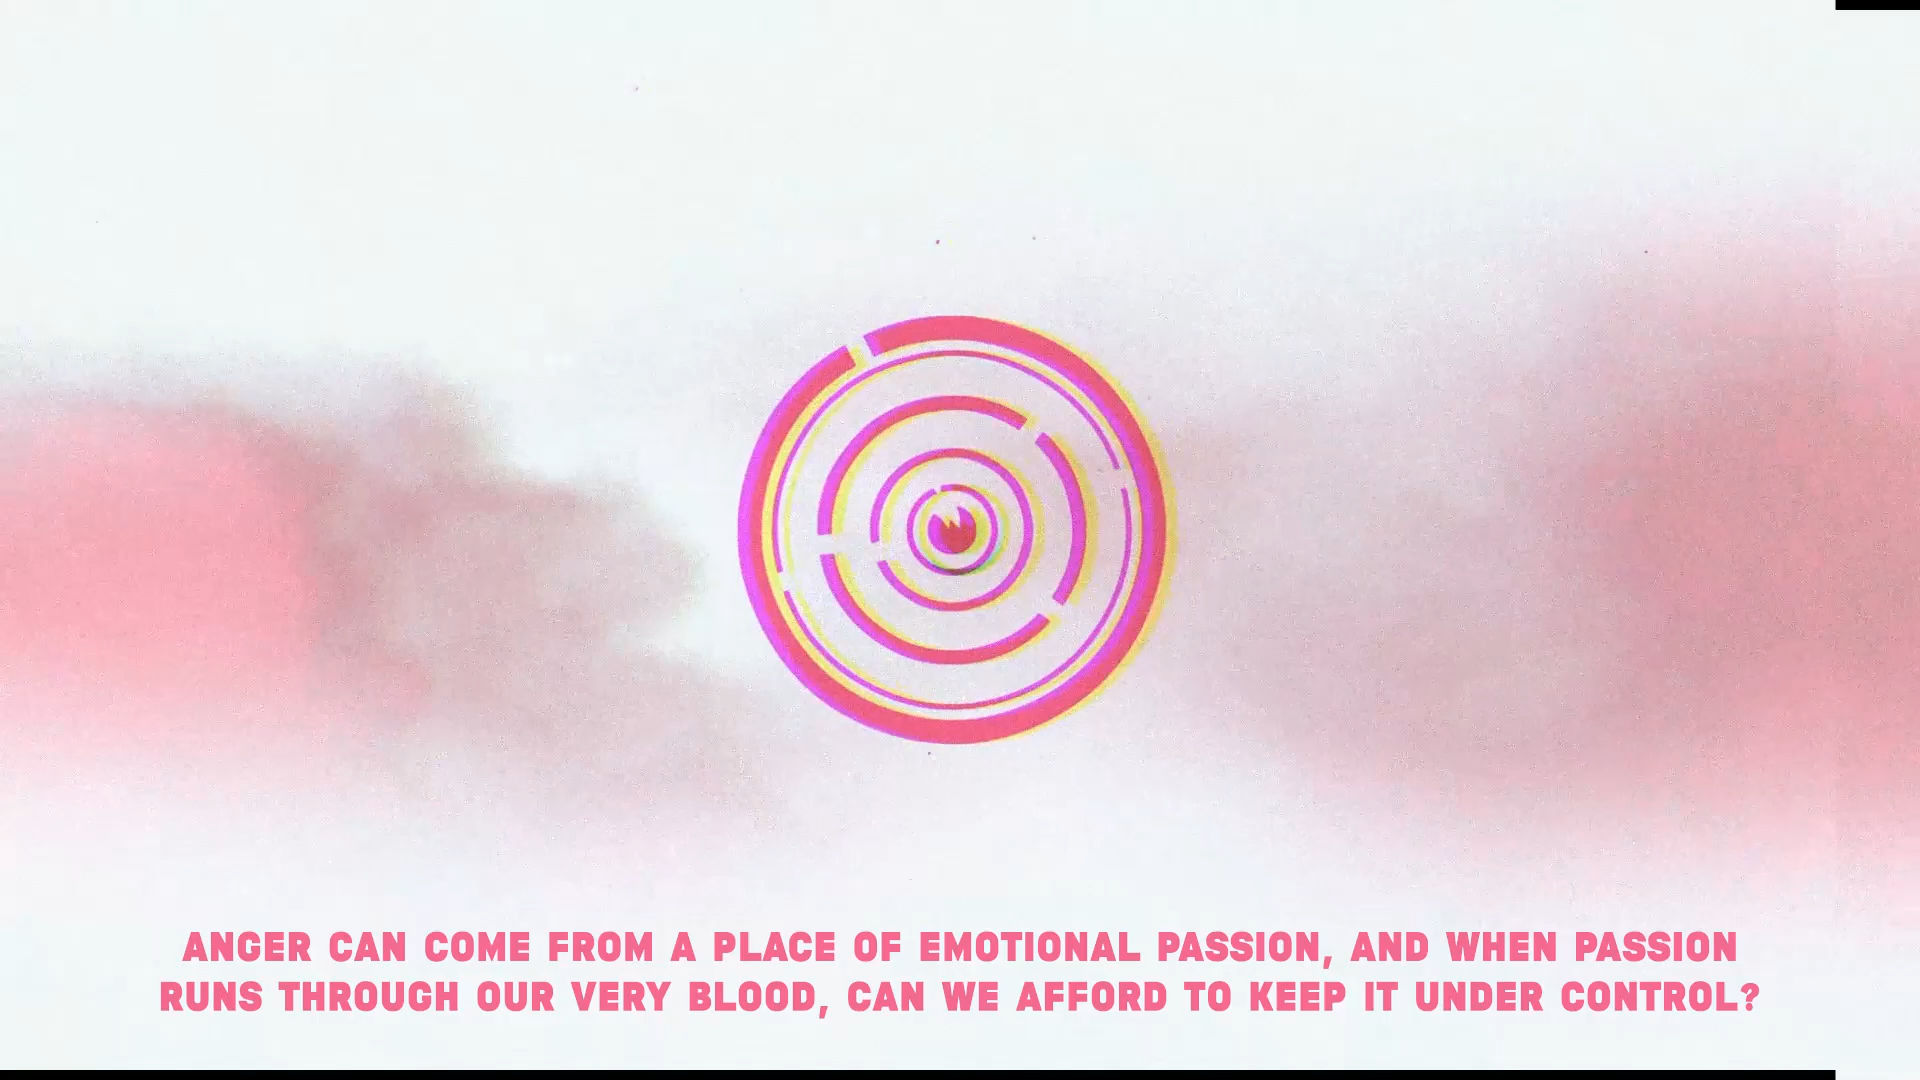 ANGER CAN COME FROM A PLACE OF EMOTIONAL PASSION, AND WHEN PASSION
RUNS THROUGH OUR VERY BLOOD, CAN WE AFFORD TO KEEP IT UNDER CONTROL?